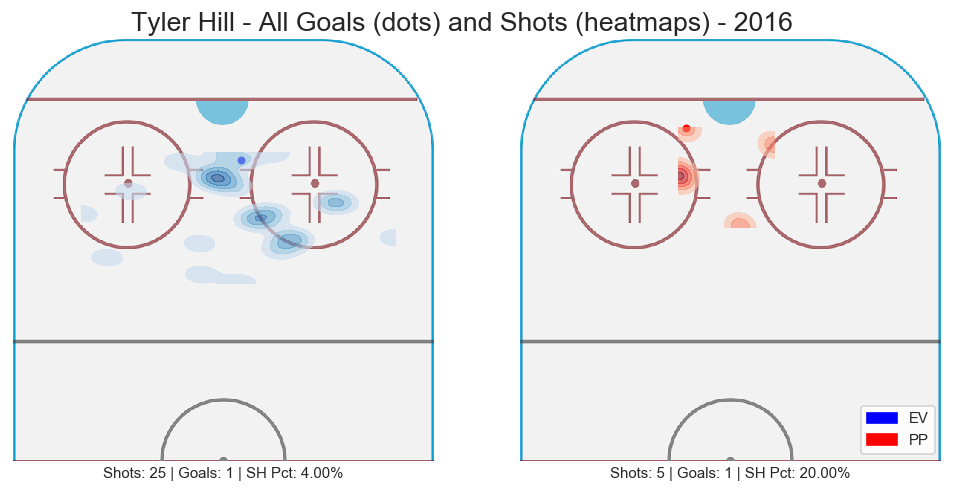 Tyler Hill - All Goals (dots) and Shots (heatmaps) - 2016
EV
PP
Shots: 25 | Goals: 1 | SH Pct: 4.00%
Shots: 5 | Goals: 1 | SH Pct: 20.00%